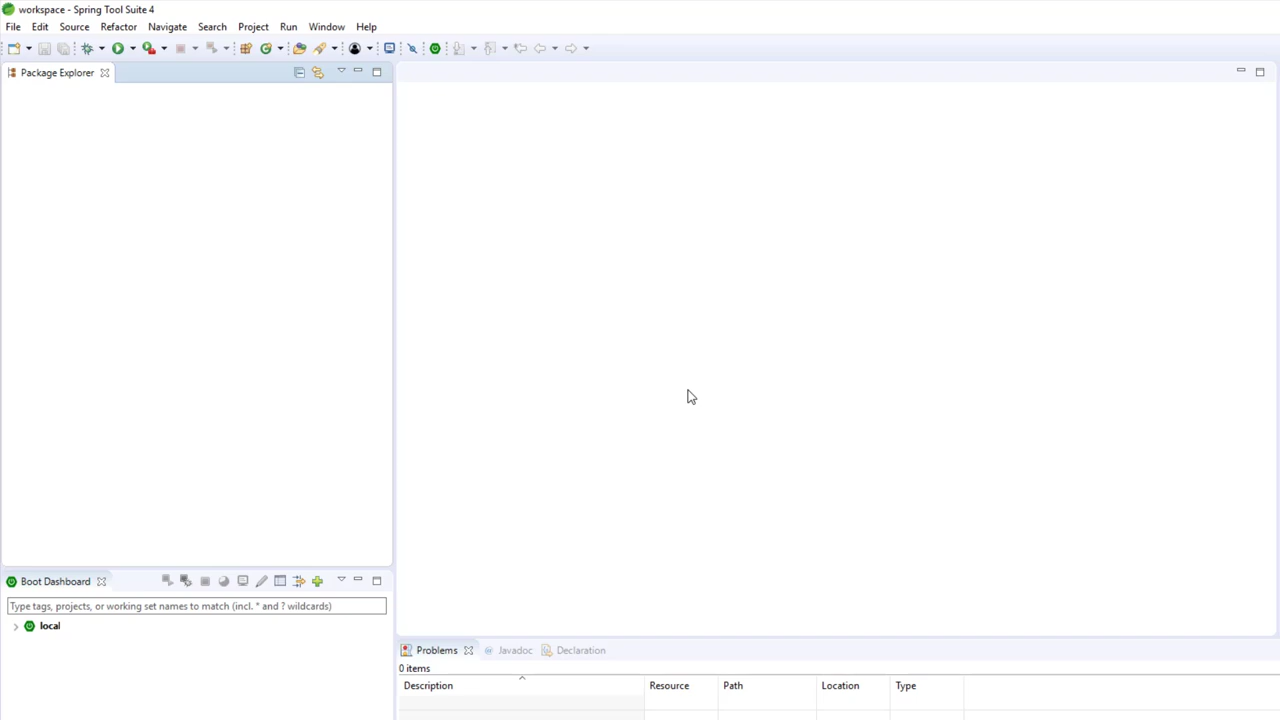 workspace - Spring Tool Suite 4
File Edit Source Refactor Navigate Search Project Run Window Help
Package Explorer
Boot Dashboard
Type tags, projects, or working set names to match (incl. * and ? wildcards)
local
Problems Javadoc Declaration
0 items
Description Resource Path Location Type